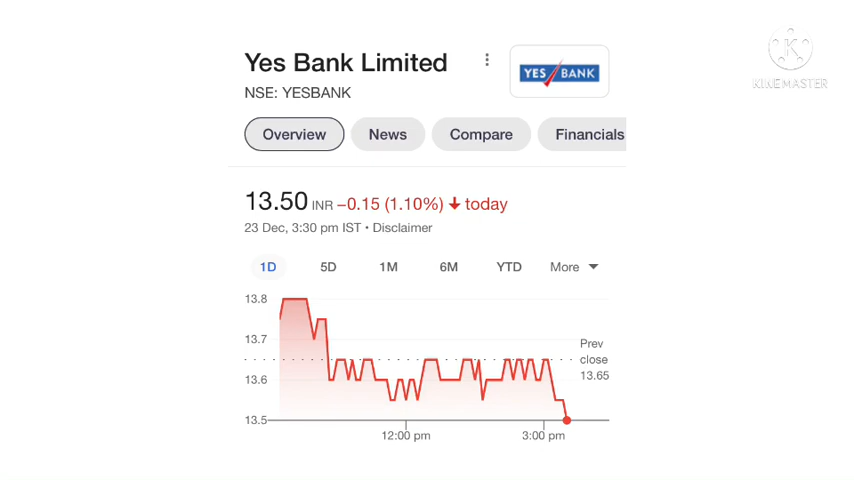 Yes Bank Limited
YES BANK
NSE: YESBANK
KINEMASTER
Overview News Compare Financials
13.50 INR –0.15 (1.10%) ↓ today
23 Dec, 3:30 pm IST • Disclaimer
1D 5D 1M 6M YTD More
13.8
13.7
13.6
13.5
Prev
close
13.65
12:00 pm 3:00 pm